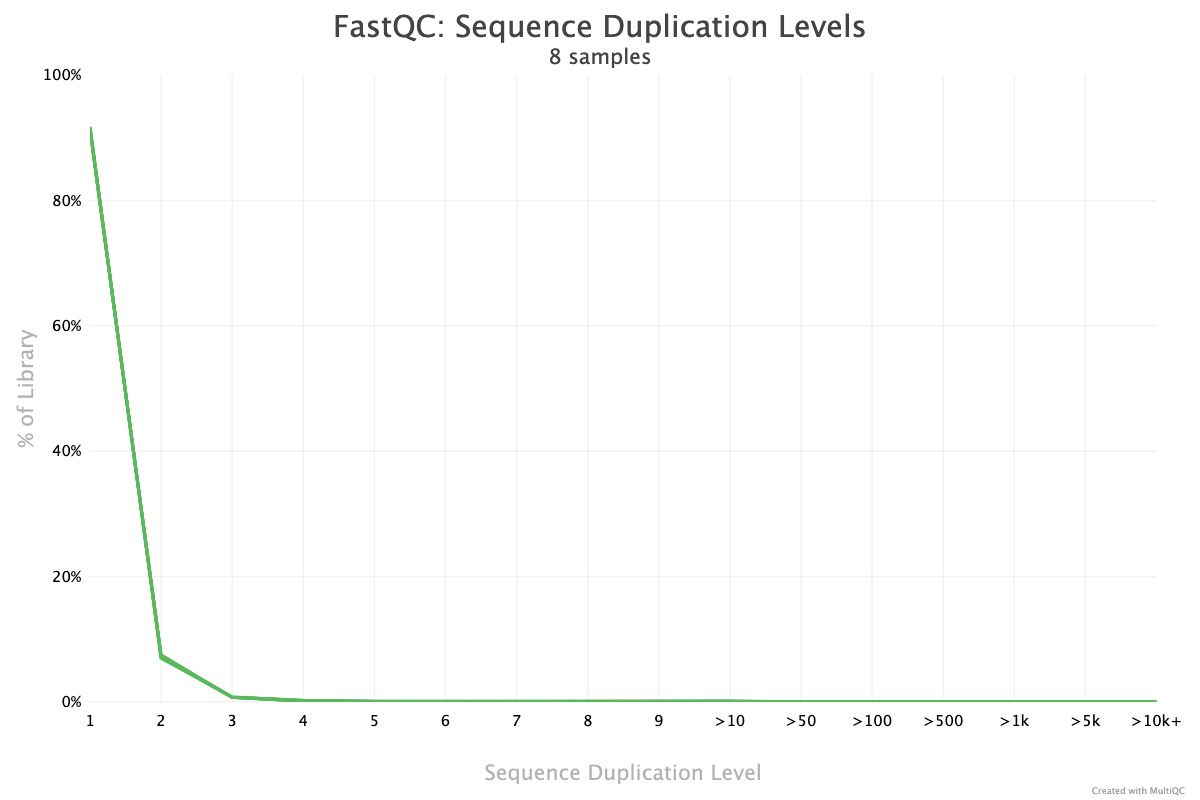 FastQC: Sequence Duplication Levels
8 samples
100%
80%
60%
40%
20%
0%
% of Library
1 2 3 4 5 6 7 8 9 >10 >50 >100 >500 >1k >5k >10k+
Sequence Duplication Level
Created with MultiQC